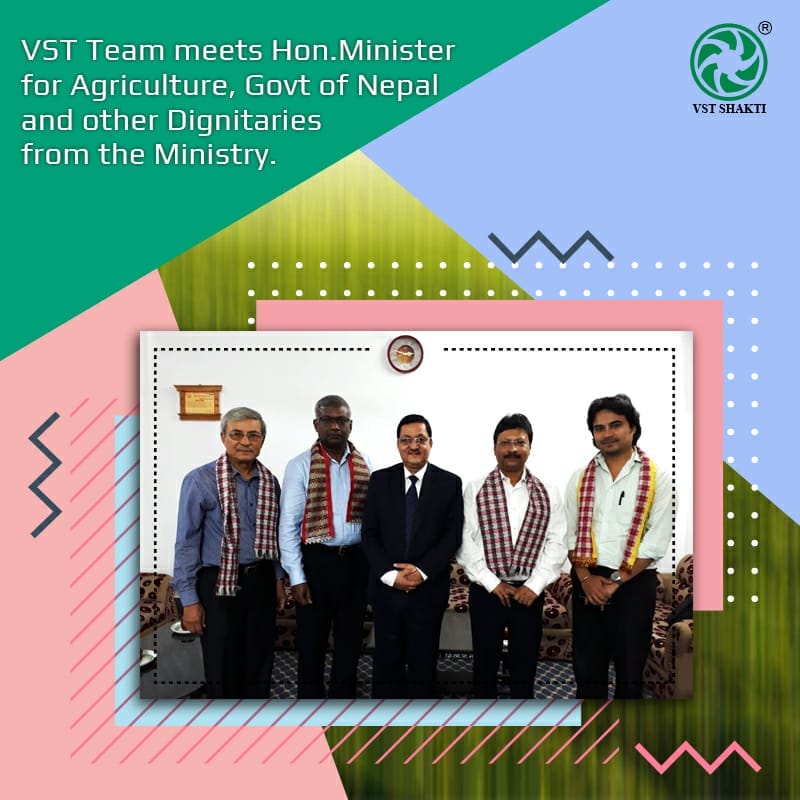 VST Team meets Hon.Minister
for Agriculture, Govt of Nepal
and other Dignitaries
from the Ministry.
®
VST SHAKTI